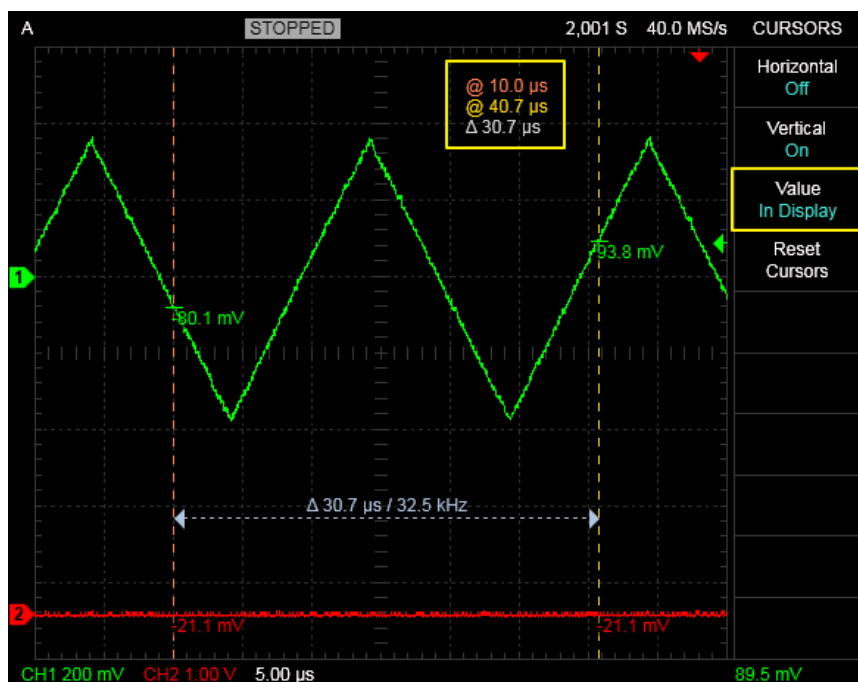 A STOPPED 2,001 S 40.0 MS/s CURSORS
Horizontal
Off
@ 10.0 µs
@ 40.7 µs
Δ 30.7 µs
Vertical
On
Value
In Display
93.8 mV
Reset
Cursors
1
-80.1 mV
Δ 30.7 µs / 32.5 kHz
2
-21.1 mV -21.1 mV
CH1 200 mV CH2 1.00 V 5.00 µs 89.5 mV